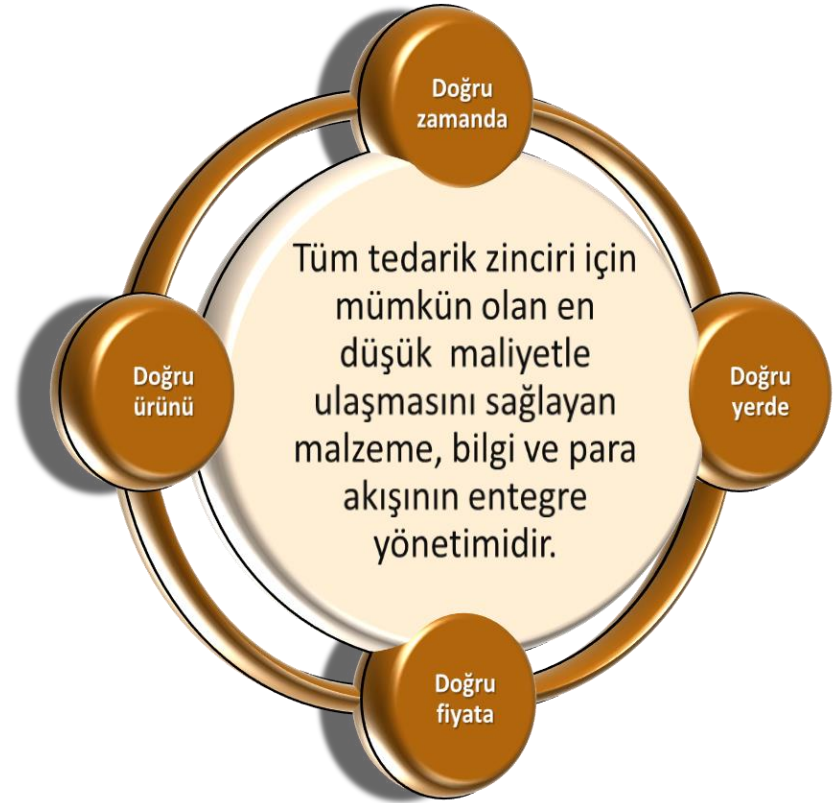 Doğru
zamanda
Tüm tedarik zinciri için
mümkün olan en
düşük maliyetle
ulaşmasını sağlayan
malzeme, bilgi ve para
akışının entegre
yönetimidir.
Doğru
ürünü
Doğru
yerde
Doğru
fiyata